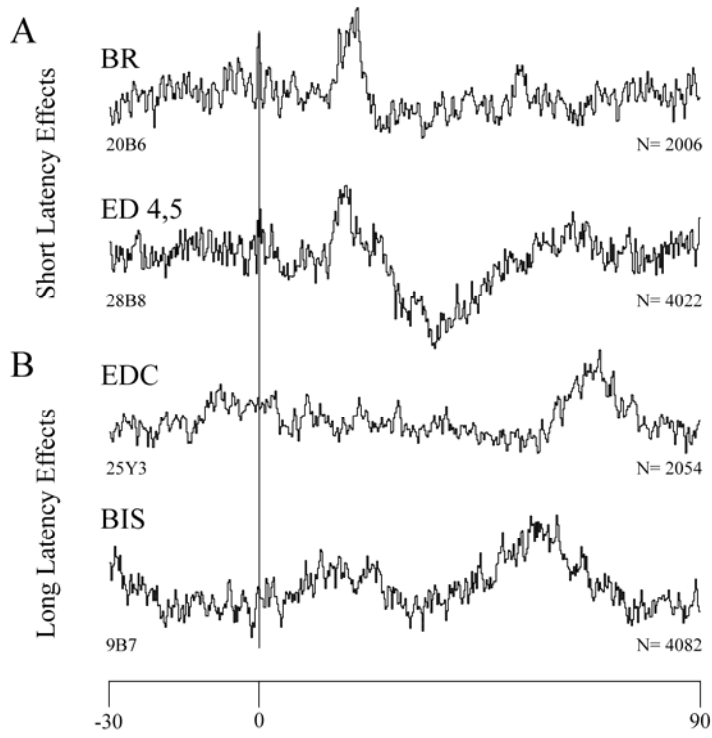 A
Short Latency Effects
BR
20B6
N= 2006
ED 4,5
28B8
N= 4022
B
Long Latency Effects
EDC
25Y3
N= 2054
BIS
9B7
N= 4082
-30
0
90